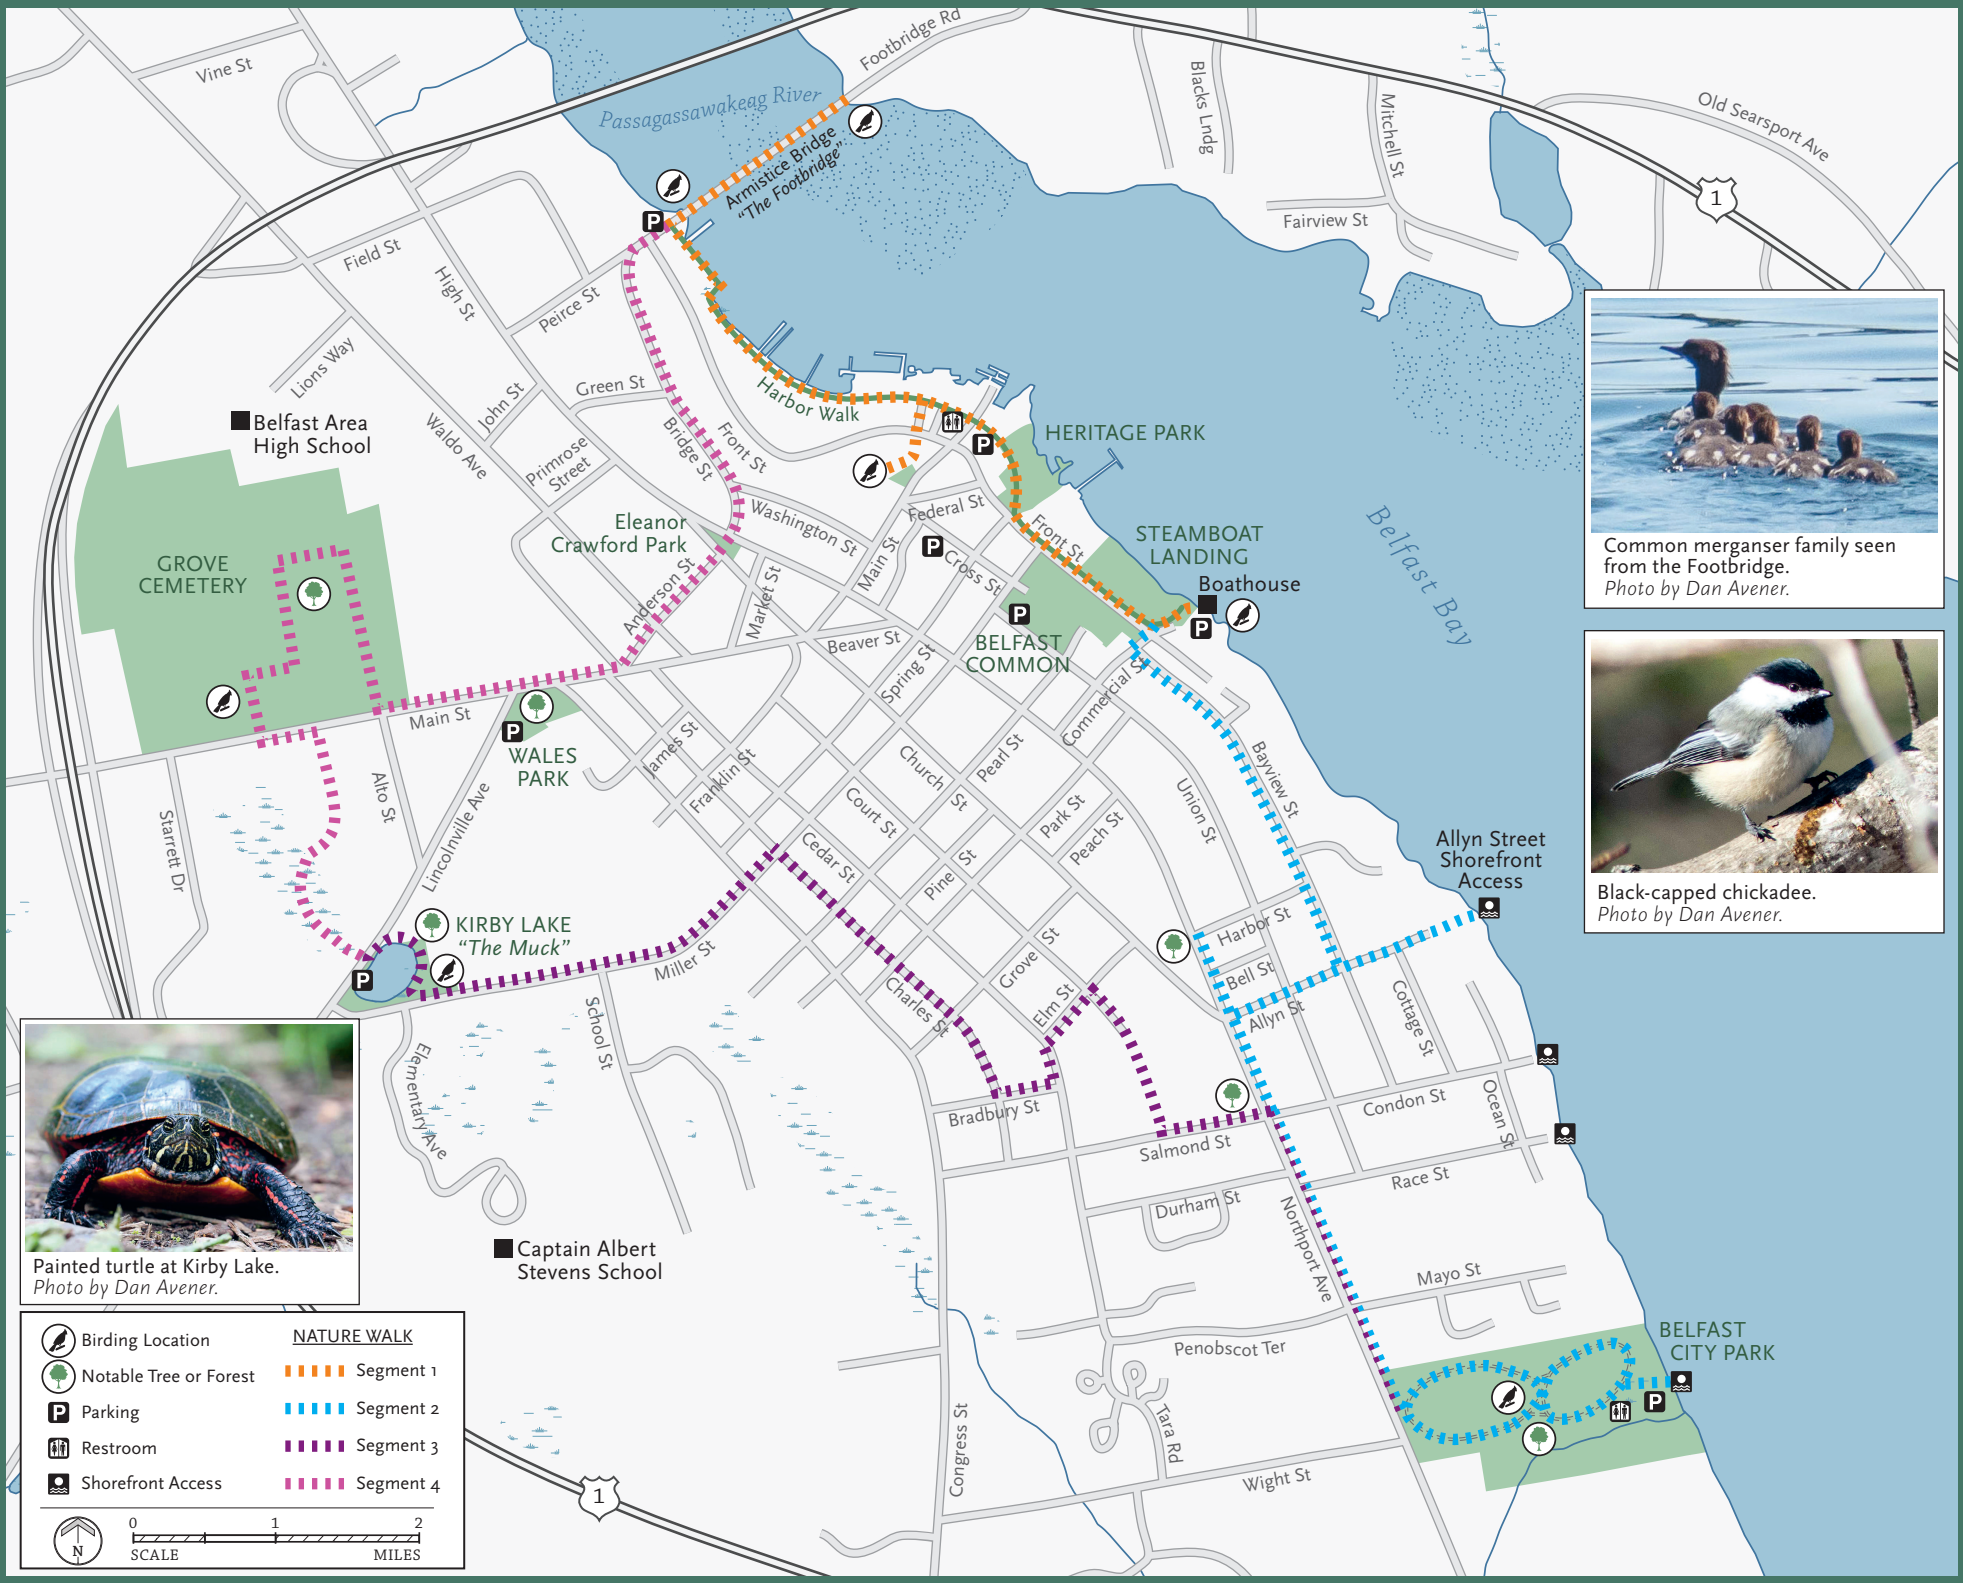 Vine St
Footbridge Rd
Blacks Lndg
Mitchell St
Old Searsport Ave
Passagassawakeag River
Armistice Bridge
"The Footbridge"
1
Fairview St
Field St
High St
Peirce St
Lions Way
John St
Green St
Harbor Walk
Waldo Ave
Bridge St
Front St
Belfast Area
High School
HERITAGE PARK
Primrose
Street
Washington St
Federal St
Main St
Cross St
Front St
Eleanor
Crawford Park
STEAMBOAT
LANDING
Boathouse
Belfast Bay
Common merganser family seen
from the Footbridge.
Photo by Dan Avener.
GROVE
CEMETERY
Anderson St
Market St
Beaver St
BELFAST
COMMON
Spring St
Commercial St
Main St
WALES
PARK
James St
Franklin St
Church St
Pearl St
Bayview St
Alto St
Lincolnville Ave
Starrett Dr
Cedar St
Court St
Park St
Peach St
Union St
Pine St
Allyn Street
Shorefront
Access
Black-capped chickadee.
Photo by Dan Avener.
KIRBY LAKE
"The Muck"
Miller St
Harbor St
Bell St
Allyn St
Grove St
Elm St
Charles St
Cottage St
School St
Elementary Ave
Bradbury St
Salmond St
Condon St
Ocean St
Race St
Durham St
Northport Ave
Mayo St
Penobscot Ter
Captain Albert
Stevens School
BELFAST
CITY PARK
Tara Rd
Congress St
Wight St
1
Painted turtle at Kirby Lake.
Photo by Dan Avener.
Birding Location
Notable Tree or Forest
P Parking
Restroom
Shorefront Access
NATURE WALK
Segment 1
Segment 2
Segment 3
Segment 4
N
0 1 2
SCALE MILES
P
P
P
P
P
P
P
P
P